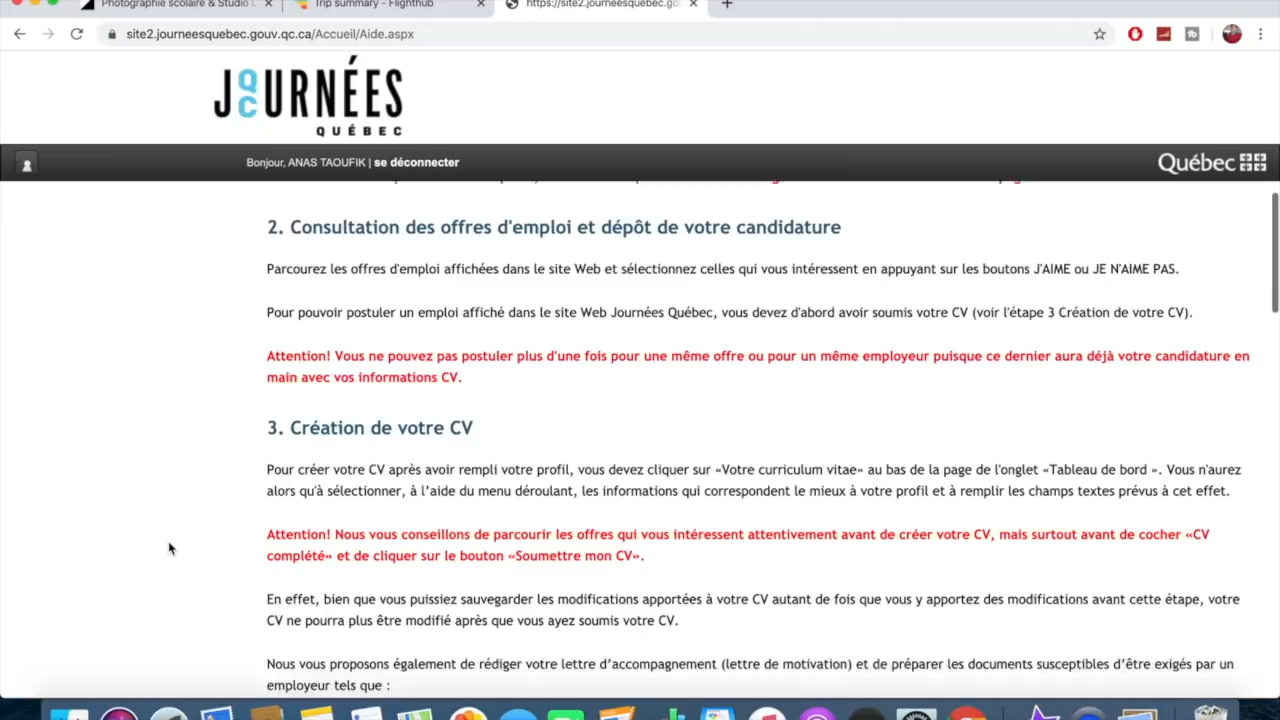 Photographie scolaire & Studio
Trip summary - Flighthub
https://site2.journeesquebec.go
site2.journeesquebec.gouv.qc.ca/Accueil/Aide.aspx
JQCURNÉES
QUÉBEC
Bonjour, ANAS TAOUFIK | se déconnecter
Québec
2. Consultation des offres d'emploi et dépôt de votre candidature
Parcourez les offres d'emploi affichées dans le site Web et sélectionnez celles qui vous intéressent en appuyant sur les boutons J'AIME ou JE N'AIME PAS.
Pour pouvoir postuler un emploi affiché dans le site Web Journées Québec, vous devez d'abord avoir soumis votre CV (voir l'étape 3 Création de votre CV).
Attention! Vous ne pouvez pas postuler plus d'une fois pour une même offre ou pour un même employeur puisque ce dernier aura déjà votre candidature en
main avec vos informations CV.
3. Création de votre CV
Pour créer votre CV après avoir rempli votre profil, vous devez cliquer sur «Votre curriculum vitae» au bas de la page de l'onglet «Tableau de bord ». Vous n'aurez
alors qu'à sélectionner, à l’aide du menu déroulant, les informations qui correspondent le mieux à votre profil et à remplir les champs textes prévus à cet effet.
Attention! Nous vous conseillons de parcourir les offres qui vous intéressent attentivement avant de créer votre CV, mais surtout avant de cocher «CV
complété» et de cliquer sur le bouton «Soumettre mon CV».
En effet, bien que vous puissiez sauvegarder les modifications apportées à votre CV autant de fois que vous y apportez des modifications avant cette étape, votre
CV ne pourra plus être modifié après que vous ayez soumis votre CV.
Nous vous proposons également de rédiger votre lettre d’accompagnement (lettre de motivation) et de préparer les documents susceptibles d’être exigés par un
employeur tels que :